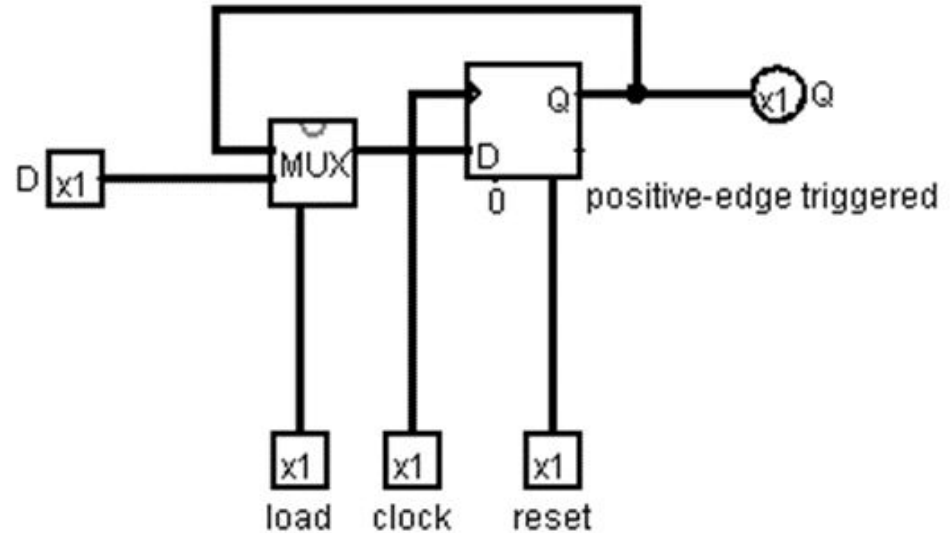 x1 Q
Q
D x1
MUX
D
0
positive-edge triggered
x1 x1 x1
load clock reset